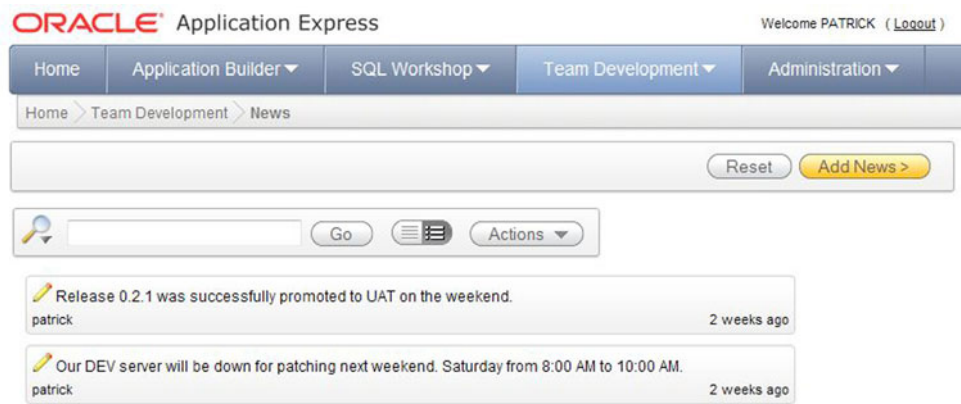 ORACLE Application Express
Welcome PATRICK ( Logout )
Home Application Builder SQL Workshop Team Development Administration
Home Team Development News
Reset Add News >
Go Actions
Release 0.2.1 was successfully promoted to UAT on the weekend.
patrick 2 weeks ago
Our DEV server will be down for patching next weekend. Saturday from 8:00 AM to 10:00 AM.
patrick 2 weeks ago